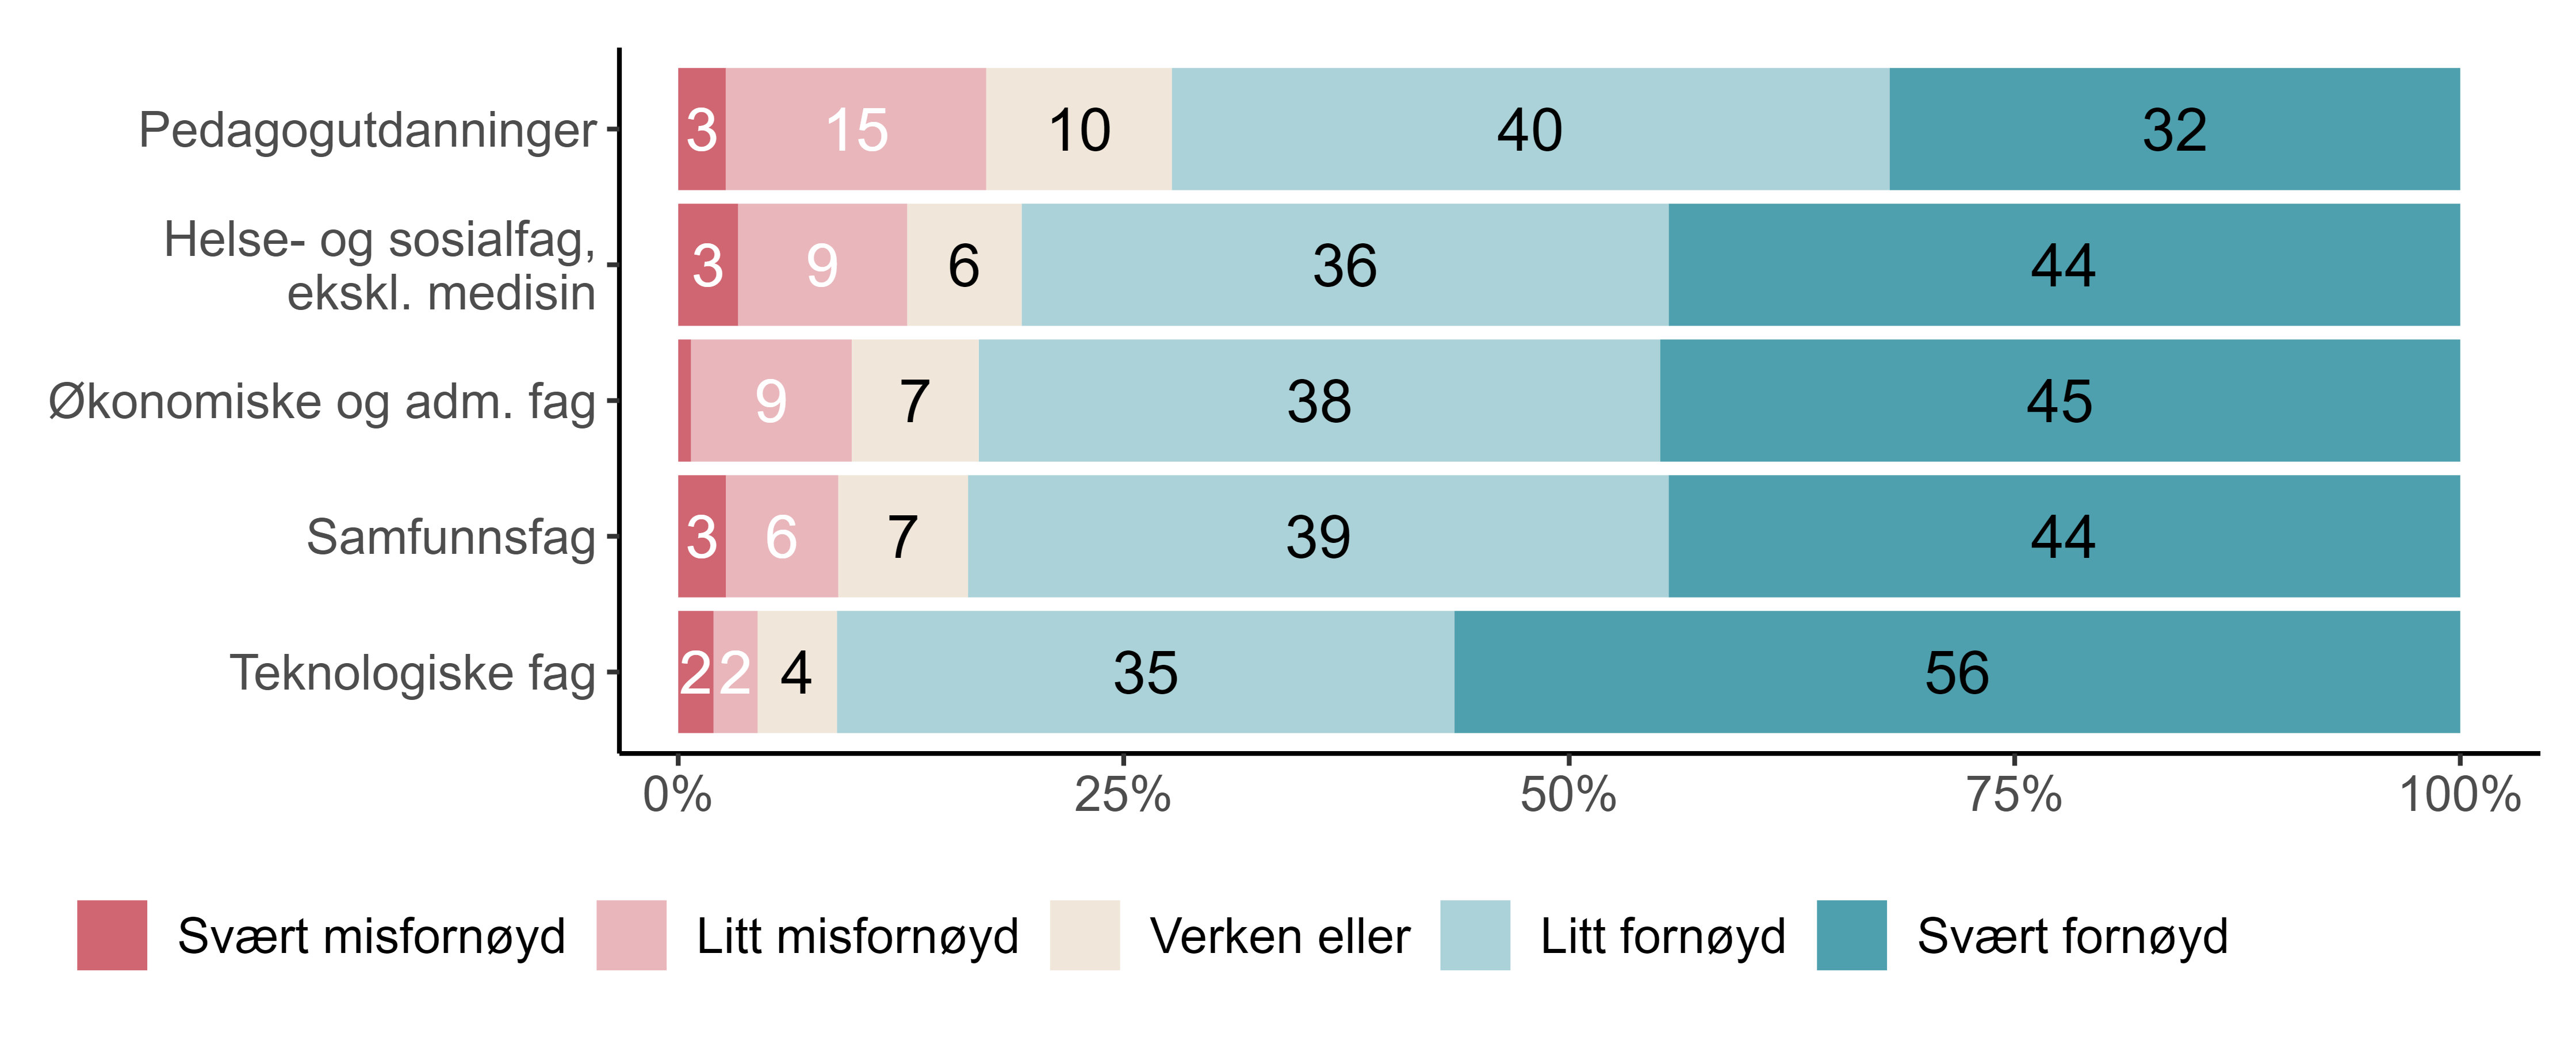 Pedagogutdanninger 3 15 10 40 32
Helse- og sosialfag,
ekskl. medisin 3 9 6 36 44
Økonomiske og adm. fag 9 7 38 45
Samfunnsfag 3 6 7 39 44
Teknologiske fag 2 2 4 35 56
0% 25% 50% 75% 100%
Svært misfornøyd Litt misfornøyd Verken eller Litt fornøyd Svært fornøyd